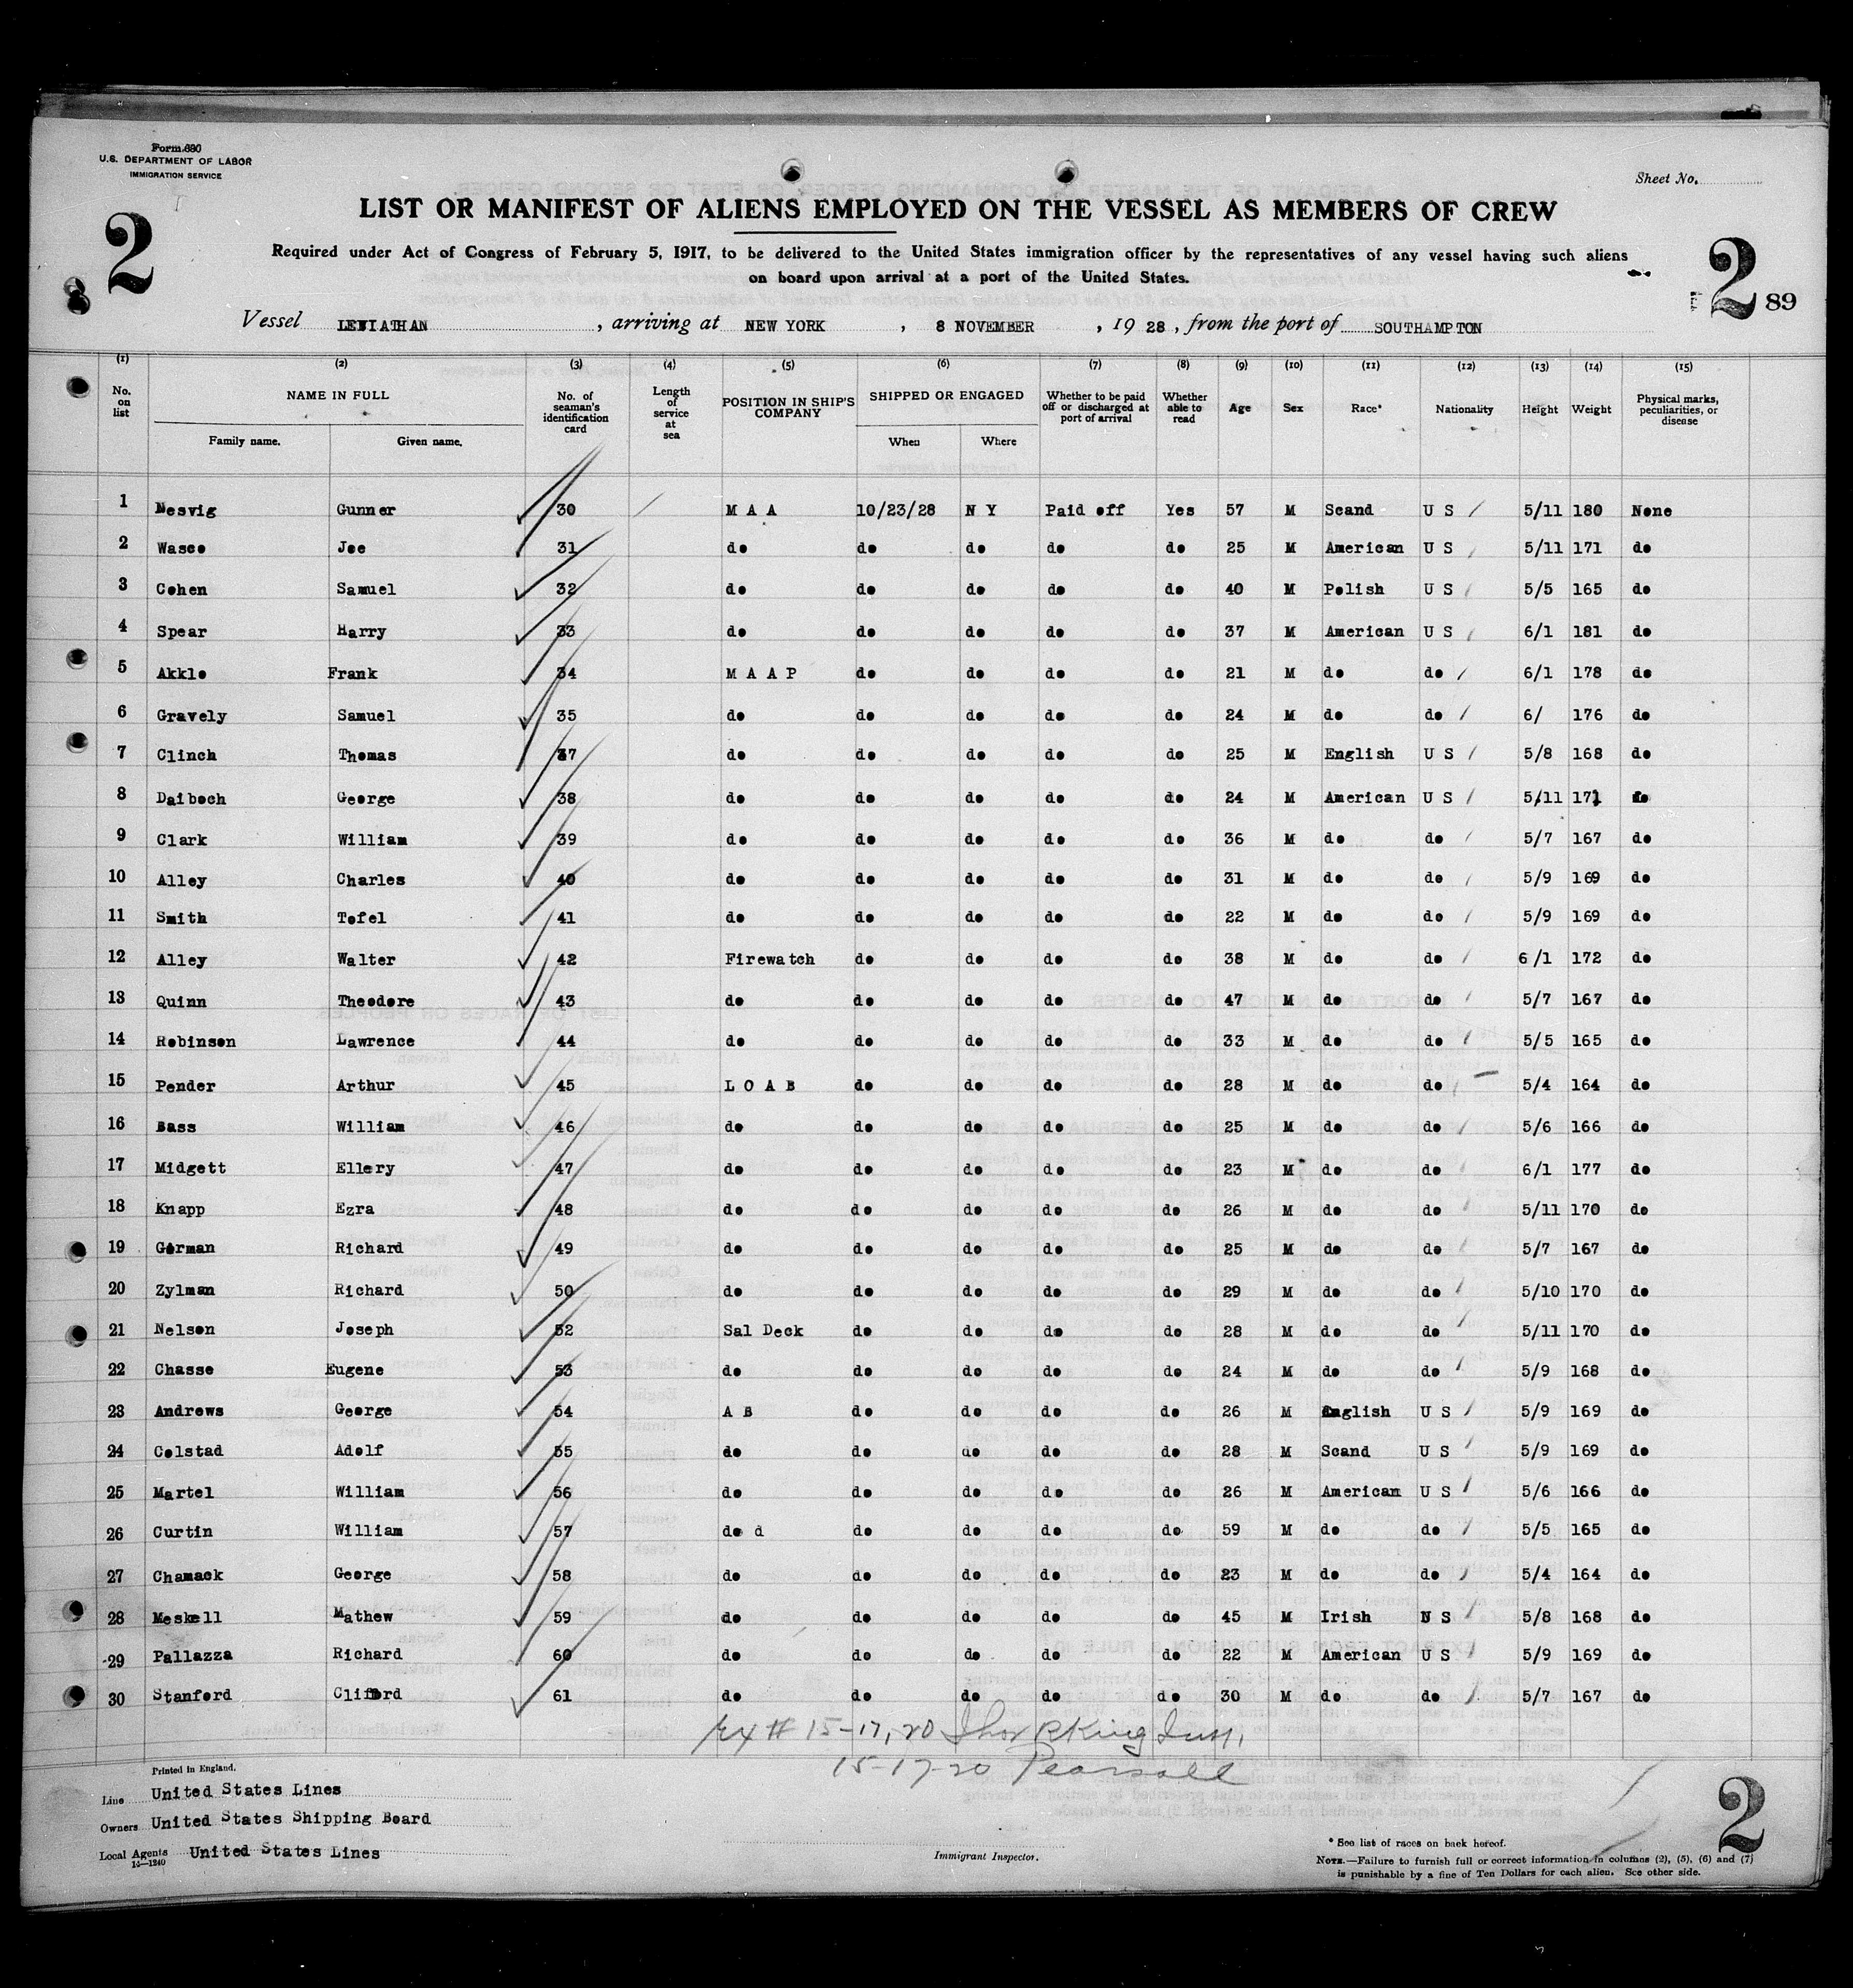 Form 680
U.S. DEPARTMENT OF LABOR
IMMIGRATION SERVICE
Sheet No.
2
LIST OR MANIFEST OF ALIENS EMPLOYED ON THE VESSEL AS MEMBERS OF CREW
Required under Act of Congress of February 5, 1917, to be delivered to the United States immigration officer by the representatives of any vessel having such aliens
on board upon arrival at a port of the United States.
2 89
Vessel LEVIATHAN, arriving at NEW YORK, 8 NOVEMBER, 1928, from the port of SOUTHAMPTON
(1) (2) (3) (4) (5) (6) (7) (8) (9) (10) (11) (12) (13) (14) (15)
No. on list NAME IN FULL Family name. Given name. No. of seaman's identification card Length of service at sea POSITION IN SHIP'S COMPANY SHIPPED OR ENGAGED When Where Whether to be paid off or discharged at port of arrival Whether able to read Age Sex Race* Nationality Height Weight Physical marks, peculiarities, or disease
1 Nesvig Gunner 30 M A A 10/23/28 N Y Paid off Yes 57 M Scand U S 5/11 180 None
2 Wasco Joe 31 do do do do do 25 M American U S 5/11 171 do
3 Cohen Samuel 32 do do do do do 40 M Polish U S 5/5 165 do
4 Spear Harry 33 do do do do do 37 M American U S 6/1 181 do
5 Akklo Frank 34 M A A P do do do do 21 M do do 6/1 178 do
6 Gravely Samuel 35 do do do do do 24 M do do 6/ 176 do
7 Clinch Thomas 37 do do do do do 25 M English U S 5/8 168 do
8 Daiboch George 38 do do do do do 24 M American U S 5/11 171 do
9 Clark William 39 do do do do do 36 M do do 5/7 167 do
10 Alley Charles 40 do do do do do 31 M do do 5/9 169 do
11 Smith Tofel 41 do do do do do 22 M do do 5/9 169 do
12 Alley Walter 42 Firewatch do do do do 38 M do do 6/1 172 do
13 Quinn Theodore 43 do do do do do 47 M do do 5/7 167 do
14 Robinson Lawrence 44 do do do do do 33 M do do 5/5 165 do
15 Pender Arthur 45 L O A B do do do do 28 M do do 5/4 164 do
16 Bass William 46 do do do do do 25 M do do 5/6 166 do
17 Midgett Ellery 47 do do do do do 23 M do do 6/1 177 do
18 Knapp Ezra 48 do do do do do 26 M do do 5/11 170 do
19 Gorman Richard 49 do do do do do 25 M do do 5/7 167 do
20 Zylman Richard 50 do do do do do 29 M do do 5/10 170 do
21 Nelson Joseph 52 Sal Deck do do do do 28 M do do 5/11 170 do
22 Chasse Eugene 53 do do do do do 24 M do do 5/9 168 do
23 Andrews George 54 A B do do do do 26 M English U S 5/9 169 do
24 Colstad Adolf 55 do do do do do 28 M Scand U S 5/9 169 do
25 Martel William 56 do do do do do 26 M American U S 5/6 166 do
26 Curtin William 57 do d do do do do 59 M do do 5/5 165 do
27 Chamack George 58 do do do do do 23 M do do 5/4 164 do
28 Meskell Mathew 59 do do do do do 45 M Irish N S 5/8 168 do
29 Pallazza Richard 60 do do do do do 22 M American U S 5/9 169 do
30 Stanford Clifford 61 do do do do do 30 M do do 5/7 167 do
# 15-17, 20 King
15-17-20 Pearsall
Printed in England.
Line United States Lines
Owners United States Shipping Board
Local Agents United States Lines
14—1240
Immigrant Inspector.
* See list of races on back hereof.
NOTE.—Failure to furnish full or correct information in columns (2), (5), (6) and (7)
is punishable by a fine of Ten Dollars for each alien. See other side.
2